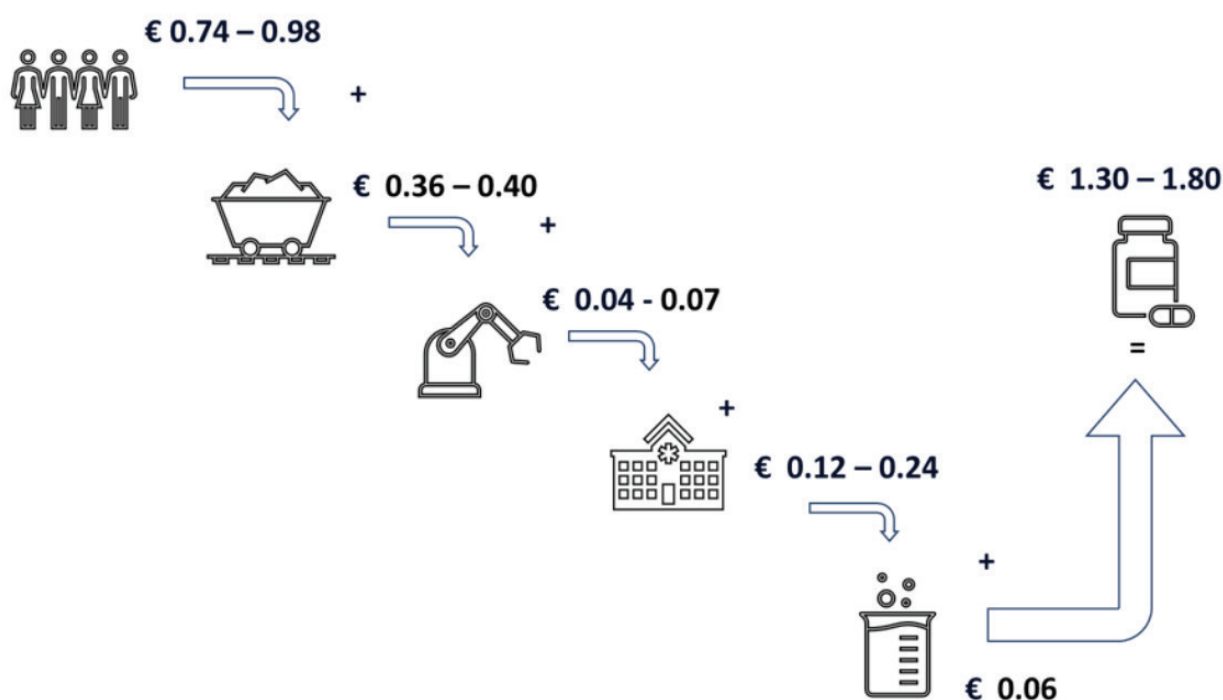 € 0.74 – 0.98
+
€ 0.36 – 0.40
+
€ 0.04 - 0.07
+
€ 0.12 – 0.24
+
€ 0.06
=
€ 1.30 – 1.80